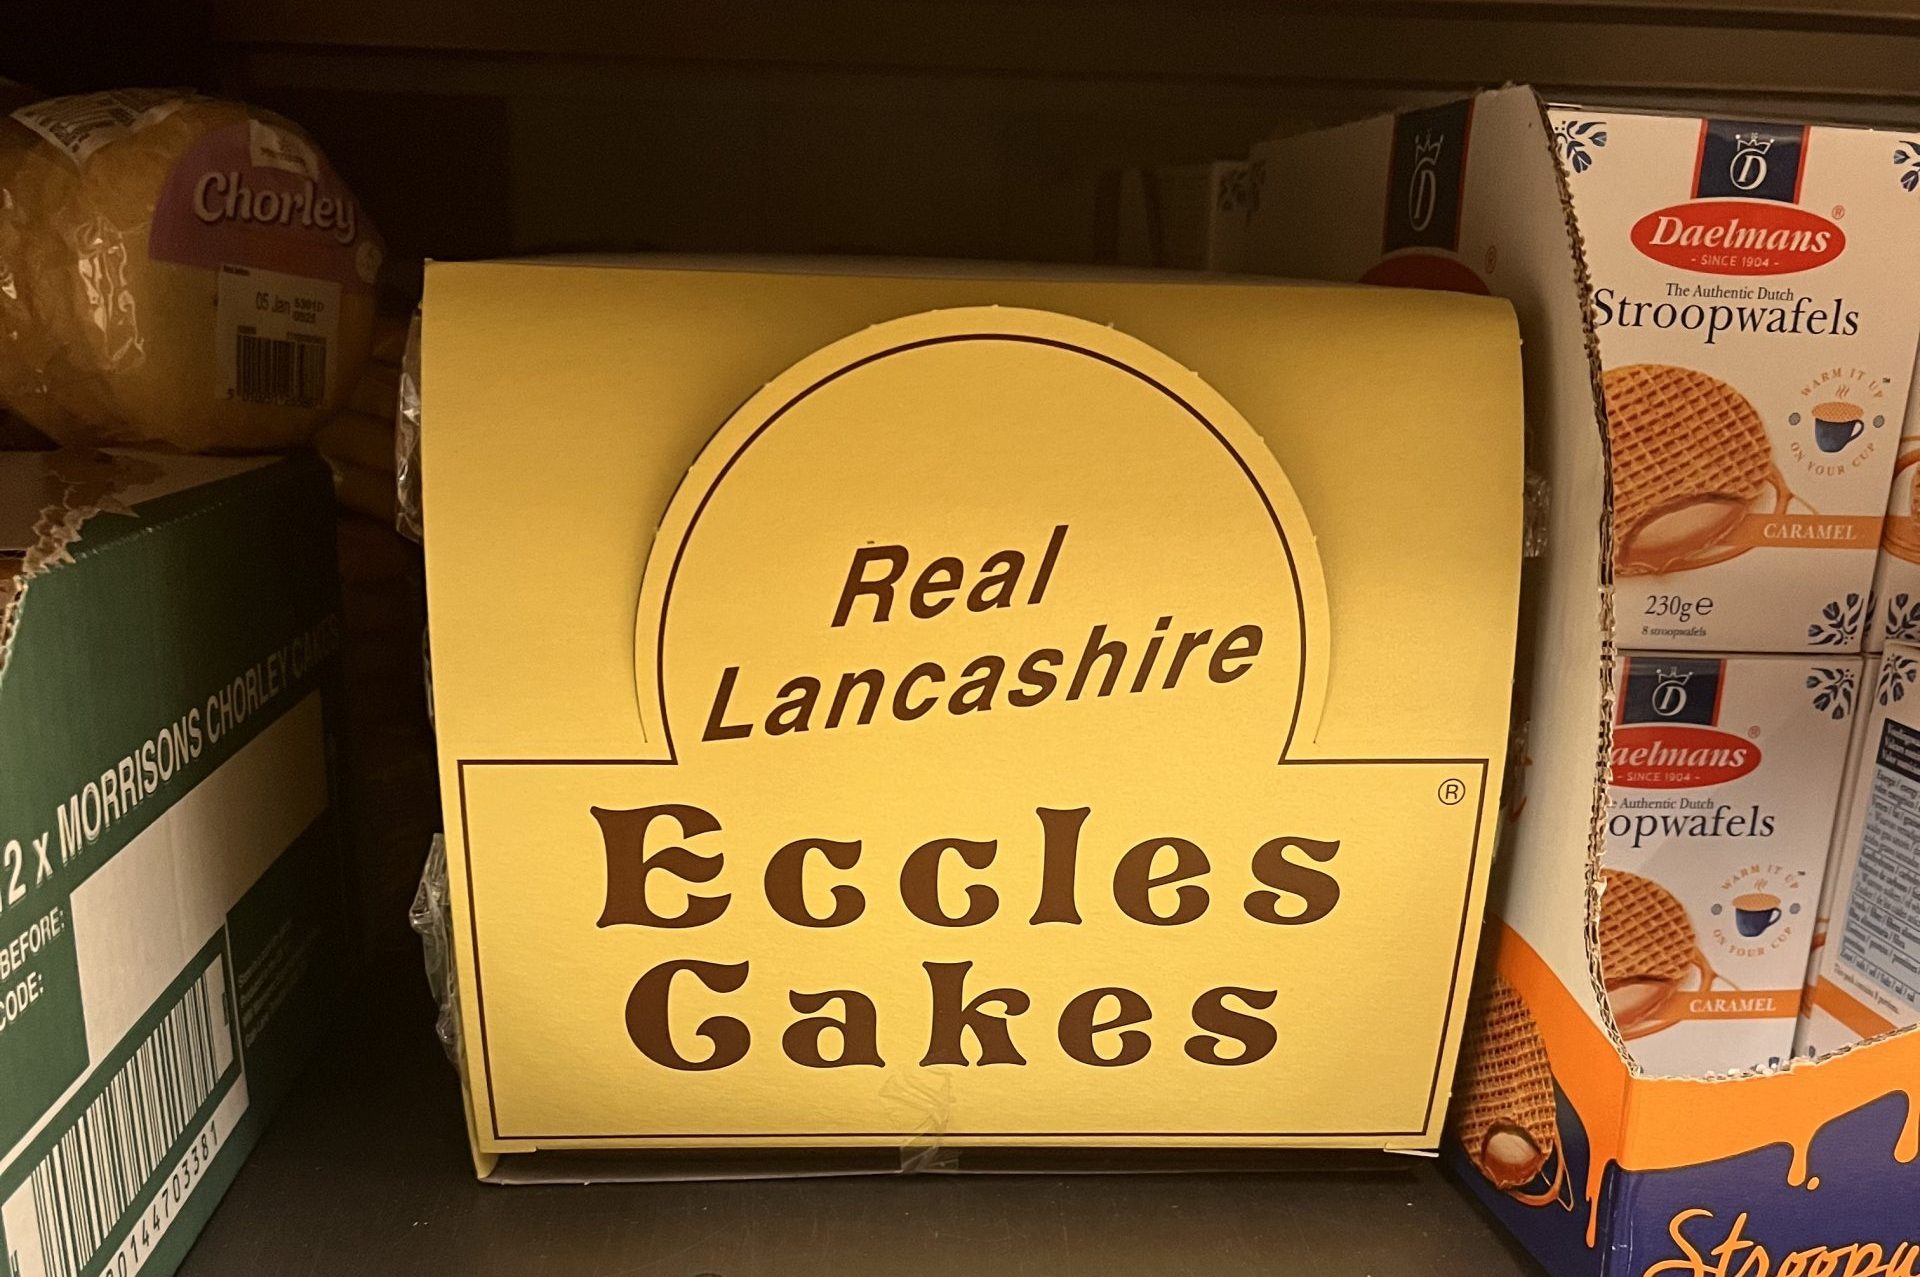 Chorley
05 Jan
12 x MORRISONS CHORLEY CAKES
BEFORE:
CODE:
Real
Lancashire
Eccles
Cakes
®
D
Daelmans
®
- SINCE 1904 -
The Authentic Dutch
Stroopwafels
WARM IT UP
ON YOUR CUP
CARAMEL
230g e
8 stroopwafels
D
aelmans
®
- SINCE 1904 -
Authentic Dutch
opwafels
WARM IT UP
ON YOUR CUP
CARAMEL
D
Stroopw